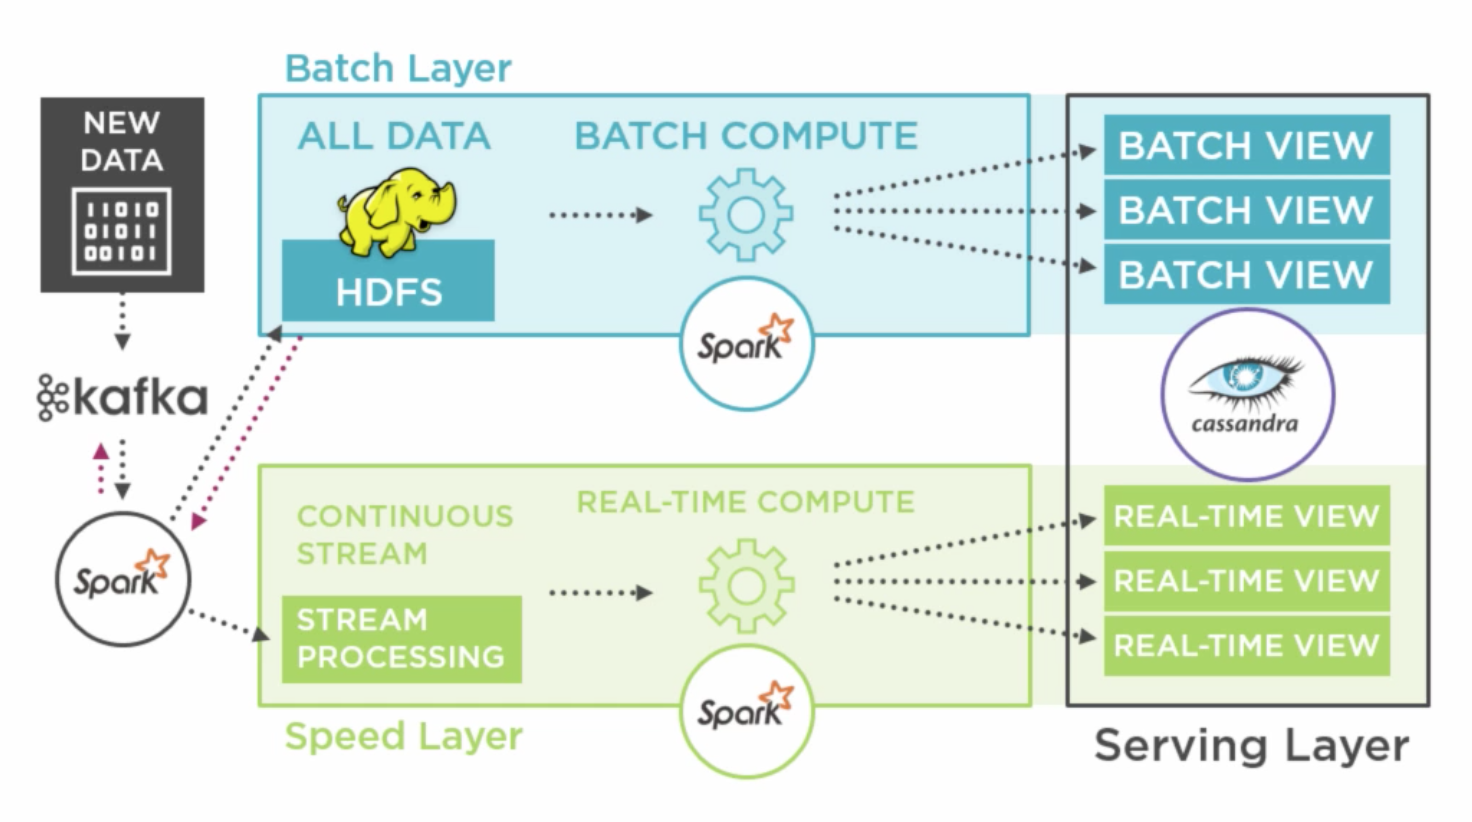 Batch Layer
NEW
DATA
11010
01011
00101
ALL DATA
HDFS
BATCH COMPUTE
Spark
BATCH VIEW
BATCH VIEW
BATCH VIEW
kafka
cassandra
Spark
CONTINUOUS
STREAM
STREAM
PROCESSING
REAL-TIME COMPUTE
Spark
REAL-TIME VIEW
REAL-TIME VIEW
REAL-TIME VIEW
Speed Layer
Serving Layer